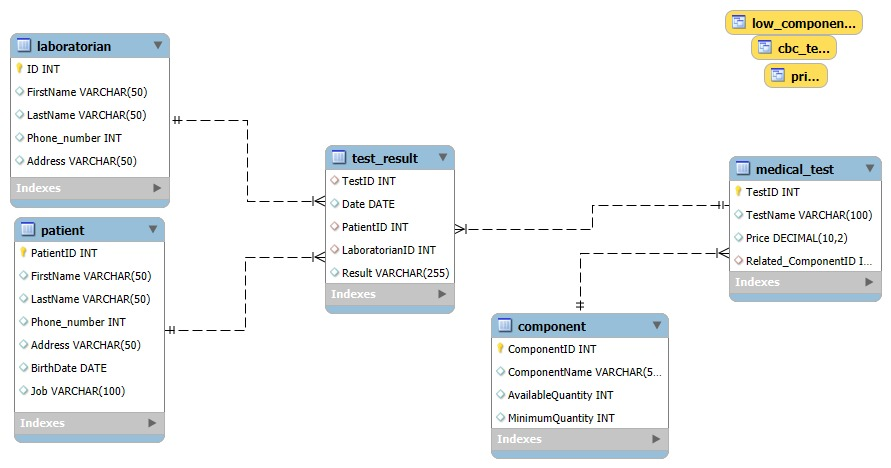 low_componen...
cbc_te...
pri...
laboratorian
ID INT
FirstName VARCHAR(50)
LastName VARCHAR(50)
Phone_number INT
Address VARCHAR(50)
Indexes
patient
PatientID INT
FirstName VARCHAR(50)
LastName VARCHAR(50)
Phone_number INT
Address VARCHAR(50)
BirthDate DATE
Job VARCHAR(100)
Indexes
test_result
TestID INT
Date DATE
PatientID INT
LaboratorianID INT
Result VARCHAR(255)
Indexes
component
ComponentID INT
ComponentName VARCHAR(5...
AvailableQuantity INT
MinimumQuantity INT
Indexes
medical_test
TestID INT
TestName VARCHAR(100)
Price DECIMAL(10,2)
Related_ComponentID I...
Indexes